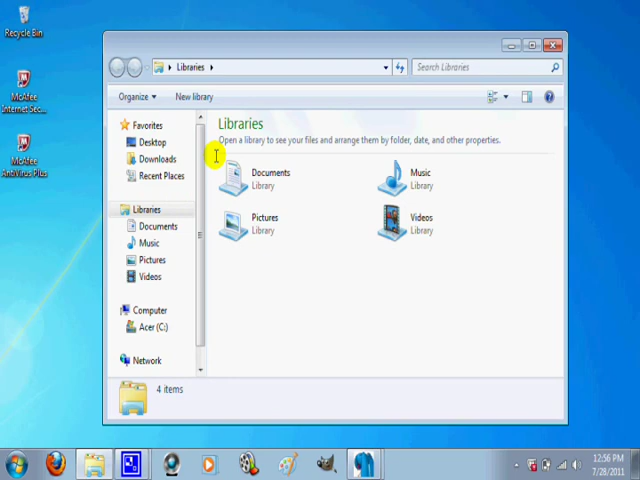 Recycle Bin
McAfee
Internet Sec...
McAfee
AntiVirus Plus
Libraries
Search Libraries
Organize
New library
Favorites
Desktop
Downloads
Recent Places
Libraries
Documents
Music
Pictures
Videos
Computer
Acer (C:)
Network
Libraries
Open a library to see your files and arrange them by folder, date, and other properties.
Documents
Library
Music
Library
Pictures
Library
Videos
Library
4 items
12:56 PM
7/28/2011